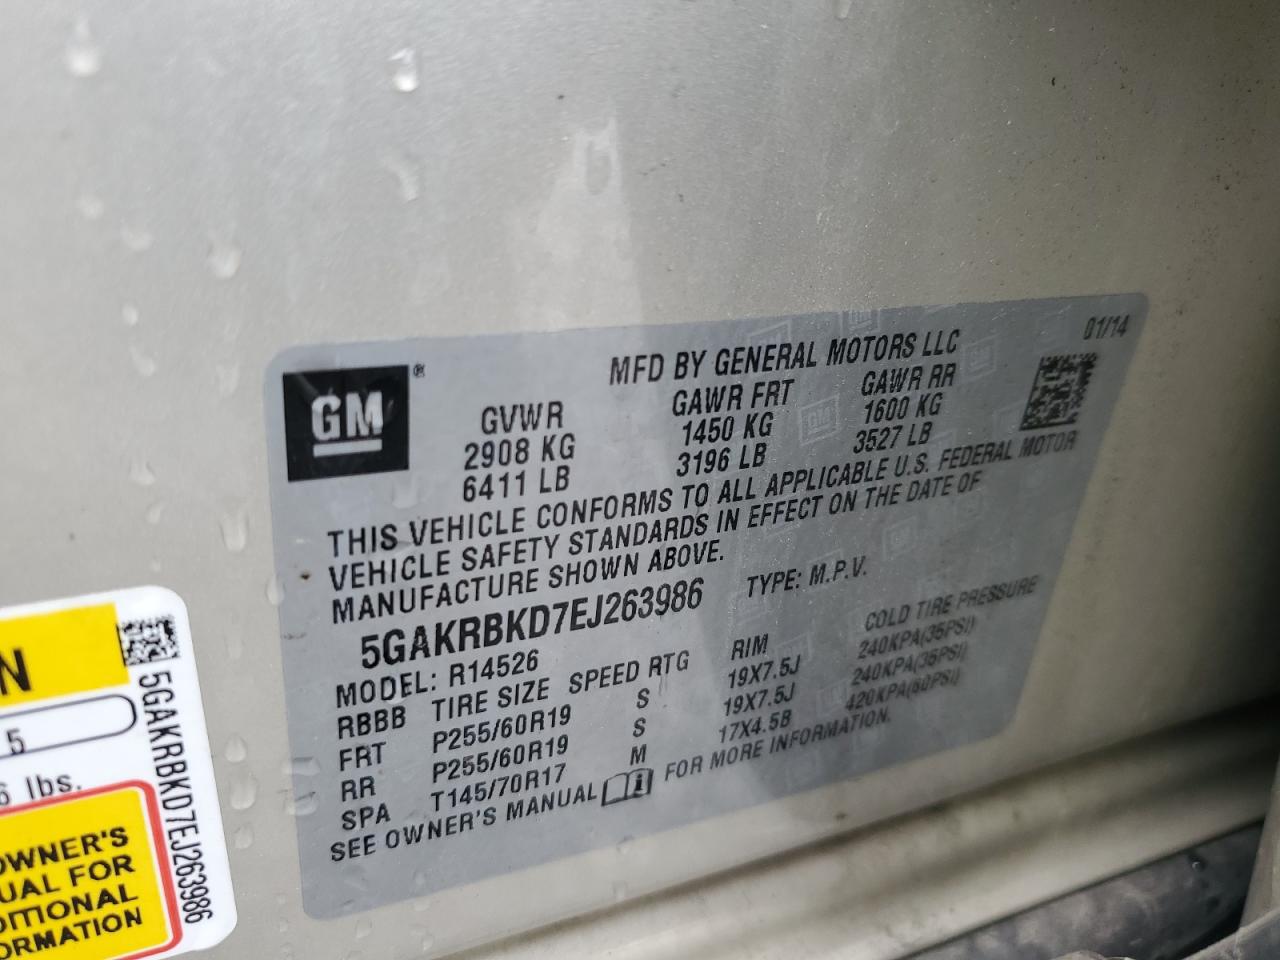 GM ®
MFD BY GENERAL MOTORS LLC
01/14
GVWR GAWR FRT GAWR RR
2908 KG 1450 KG 1600 KG
6411 LB 3196 LB 3527 LB
THIS VEHICLE CONFORMS TO ALL APPLICABLE U.S. FEDERAL MOTOR
VEHICLE SAFETY STANDARDS IN EFFECT ON THE DATE OF
MANUFACTURE SHOWN ABOVE.
5GAKRBKD7EJ263986 TYPE: M.P.V.
MODEL: R14526
RBBB TIRE SIZE SPEED RTG RIM COLD TIRE PRESSURE
FRT P255/60R19 S 19X7.5J 240KPA(35PSI)
RR P255/60R19 S 19X7.5J 240KPA(35PSI)
SPA T145/70R17 M 17X4.5B 420KPA(60PSI)
SEE OWNER'S MANUAL FOR MORE INFORMATION.
N
5
6 lbs.
OWNER'S
UAL FOR
DITIONAL
ORMATION
5GAKRBKD7EJ263986